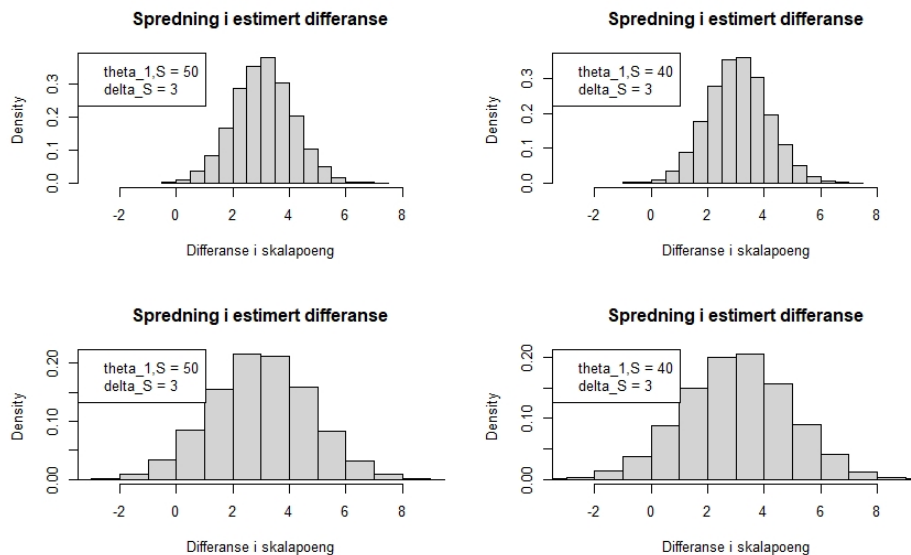 Spredning i estimert differanse
theta_1,S = 50
delta_S = 3
Density
0.0 0.1 0.2 0.3
-2 0 2 4 6 8
Differanse i skalapoeng
Spredning i estimert differanse
theta_1,S = 40
delta_S = 3
Density
0.0 0.1 0.2 0.3
-2 0 2 4 6 8
Differanse i skalapoeng
Spredning i estimert differanse
theta_1,S = 50
delta_S = 3
Density
0.00 0.10 0.20
-2 0 2 4 6 8
Differanse i skalapoeng
Spredning i estimert differanse
theta_1,S = 40
delta_S = 3
Density
0.00 0.10 0.20
-2 0 2 4 6 8
Differanse i skalapoeng